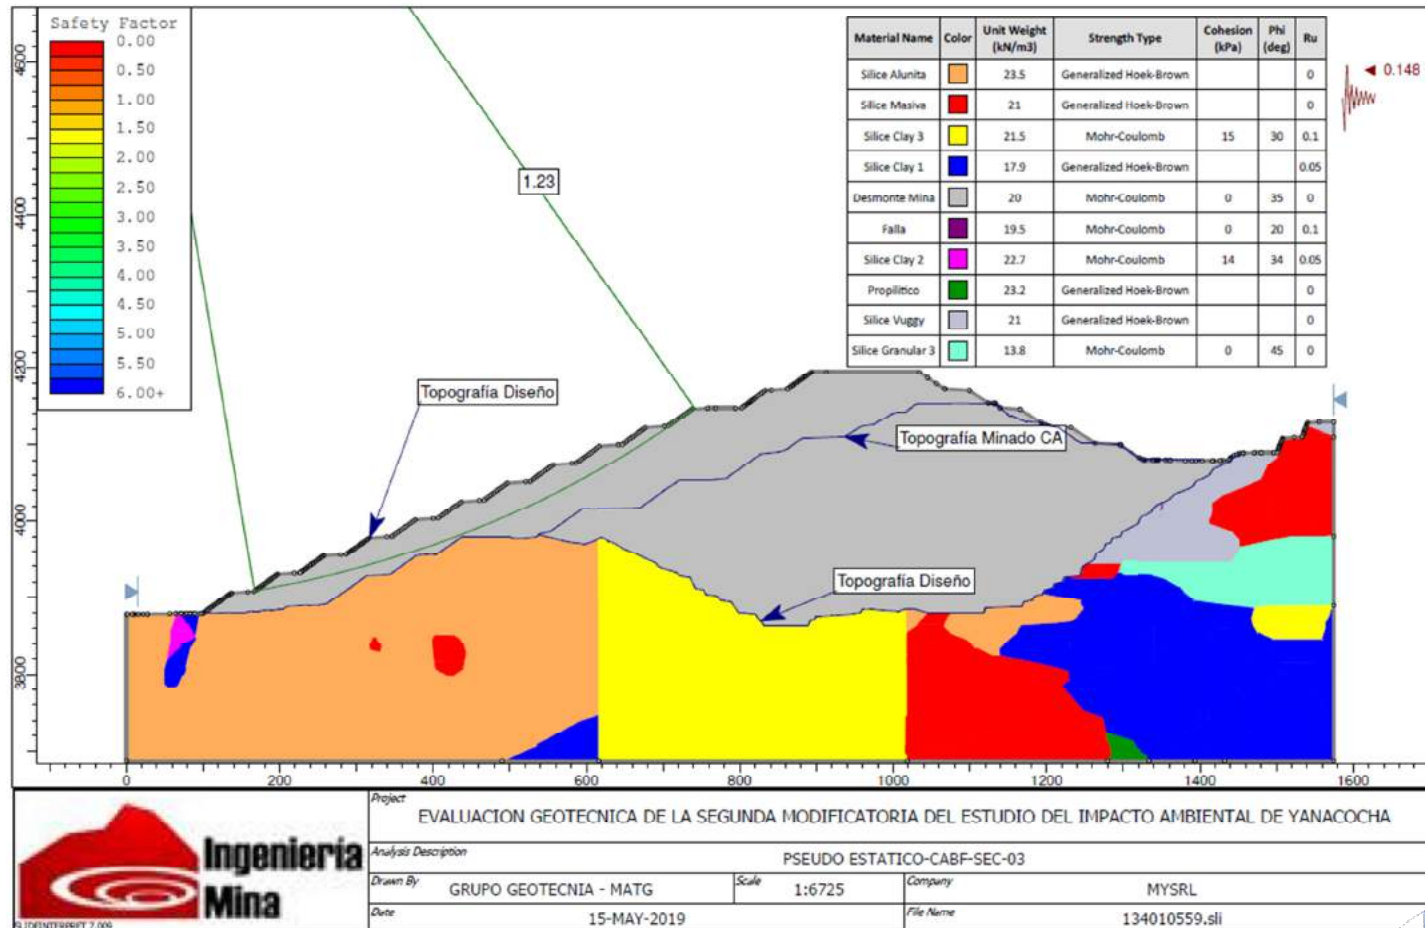 Safety Factor
0.00
0.50
1.00
1.50
2.00
2.50
3.00
3.50
4.00
4.50
5.00
5.50
6.00+
4600
4400
4200
4000
3800
0 200 400 600 800 1000 1200 1400 1600
1.23
Topografía Diseño
Topografía Minado CA
Topografía Diseño
0.148
Material Name Color Unit Weight (kN/m3) Strength Type Cohesion (kPa) Phi (deg) Ru
Silice Alunita 23.5 Generalized Hoek-Brown 0
Silice Masiva 21 Generalized Hoek-Brown 0
Silice Clay 3 21.5 Mohr-Coulomb 15 30 0.1
Silice Clay 1 17.9 Generalized Hoek-Brown 0.05
Desmonte Mina 20 Mohr-Coulomb 0 35 0
Falla 19.5 Mohr-Coulomb 0 20 0.1
Silice Clay 2 22.7 Mohr-Coulomb 14 34 0.05
Propilitico 23.2 Generalized Hoek-Brown 0
Silice Vuggy 21 Generalized Hoek-Brown 0
Silice Granular 3 13.8 Mohr-Coulomb 0 45 0
Ingeniería
Mina
SLIDEINTERPRET 7.009
Project
EVALUACION GEOTECNICA DE LA SEGUNDA MODIFICATORIA DEL ESTUDIO DEL IMPACTO AMBIENTAL DE YANACOCHA
Analysis Description
PSEUDO ESTATICO-CABF-SEC-03
Drawn By GRUPO GEOTECNIA - MATG Scale 1:6725 Company MYSRL
Date 15-MAY-2019 File Name 134010559.sli